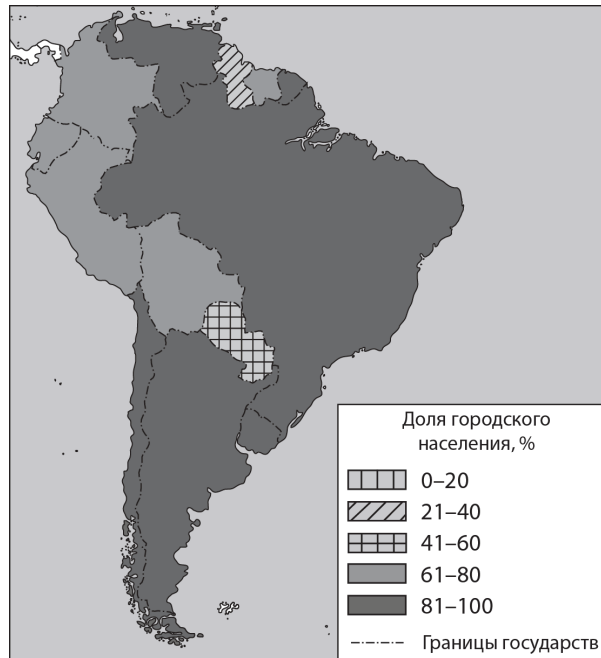 Доля городского
населения, %
0–20
21–40
41–60
61–80
81–100
Границы государств